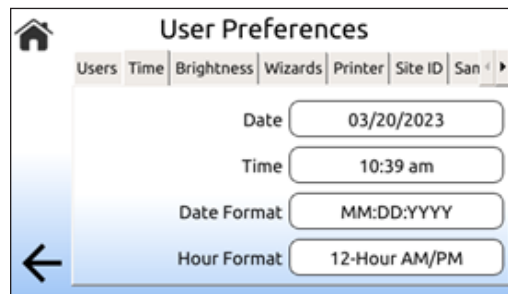 User Preferences
Users Time Brightness Wizards Printer Site ID San
Date 03/20/2023
Time 10:39 am
Date Format MM:DD:YYYY
Hour Format 12-Hour AM/PM